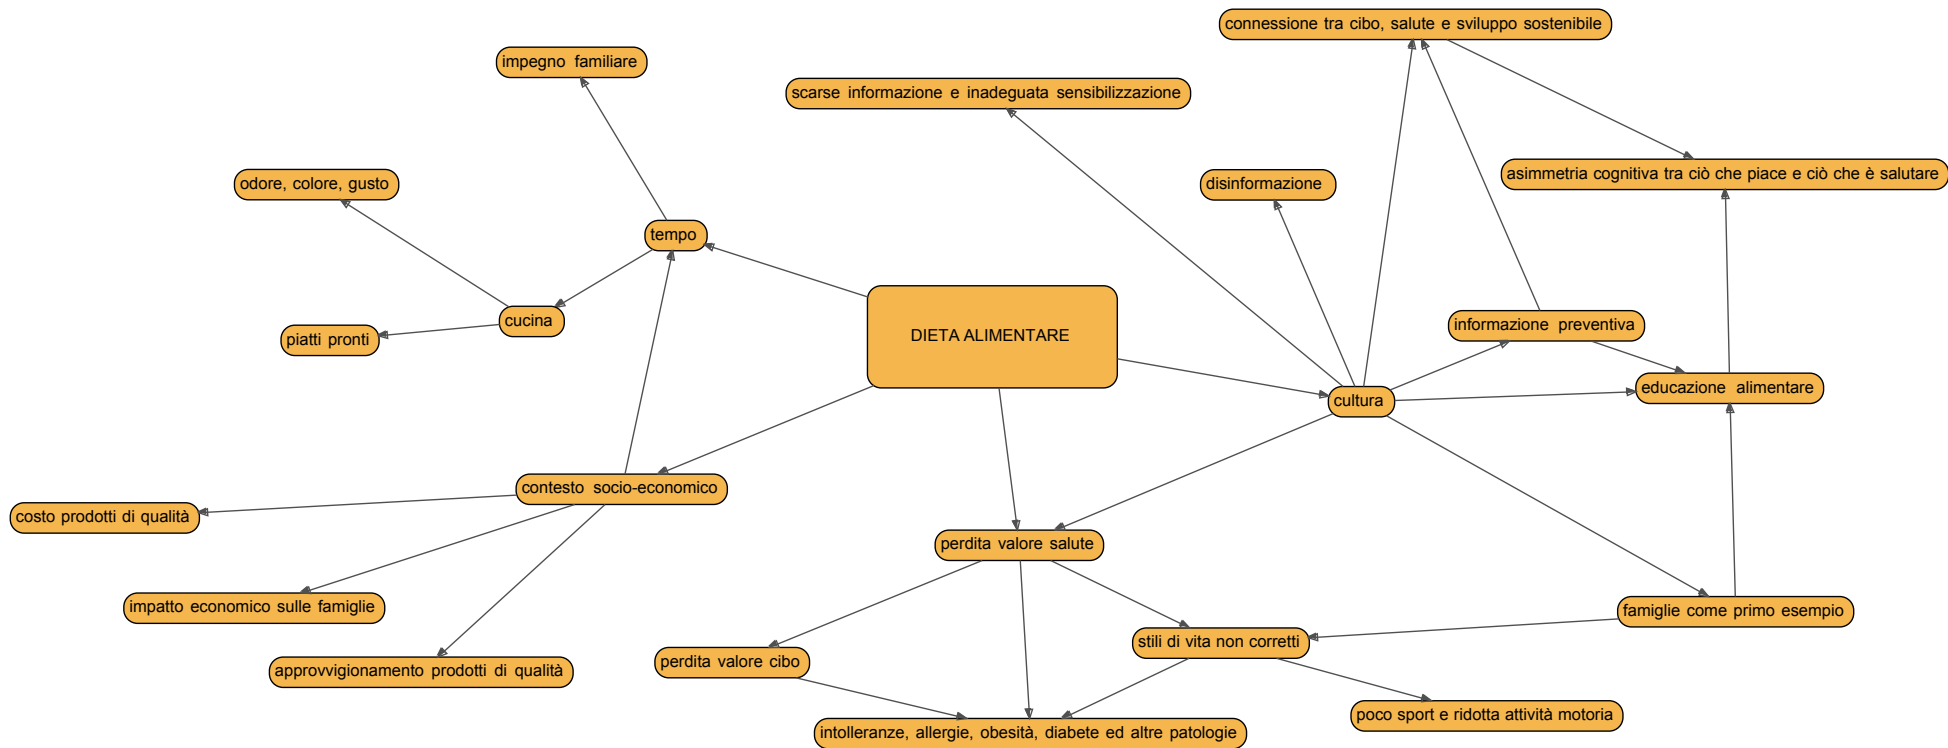 connessione tra cibo, salute e sviluppo sostenibile
impegno familiare
scarse informazione e inadeguata sensibilizzazione
asimmetria cognitiva tra ciò che piace e ciò che è salutare
odore, colore, gusto
disinformazione
tempo
cucina
informazione preventiva
DIETA ALIMENTARE
piatti pronti
educazione alimentare
cultura
contesto socio-economico
costo prodotti di qualità
perdita valore salute
impatto economico sulle famiglie
famiglie come primo esempio
stili di vita non corretti
perdita valore cibo
approvvigionamento prodotti di qualità
poco sport e ridotta attività motoria
intolleranze, allergie, obesità, diabete ed altre patologie